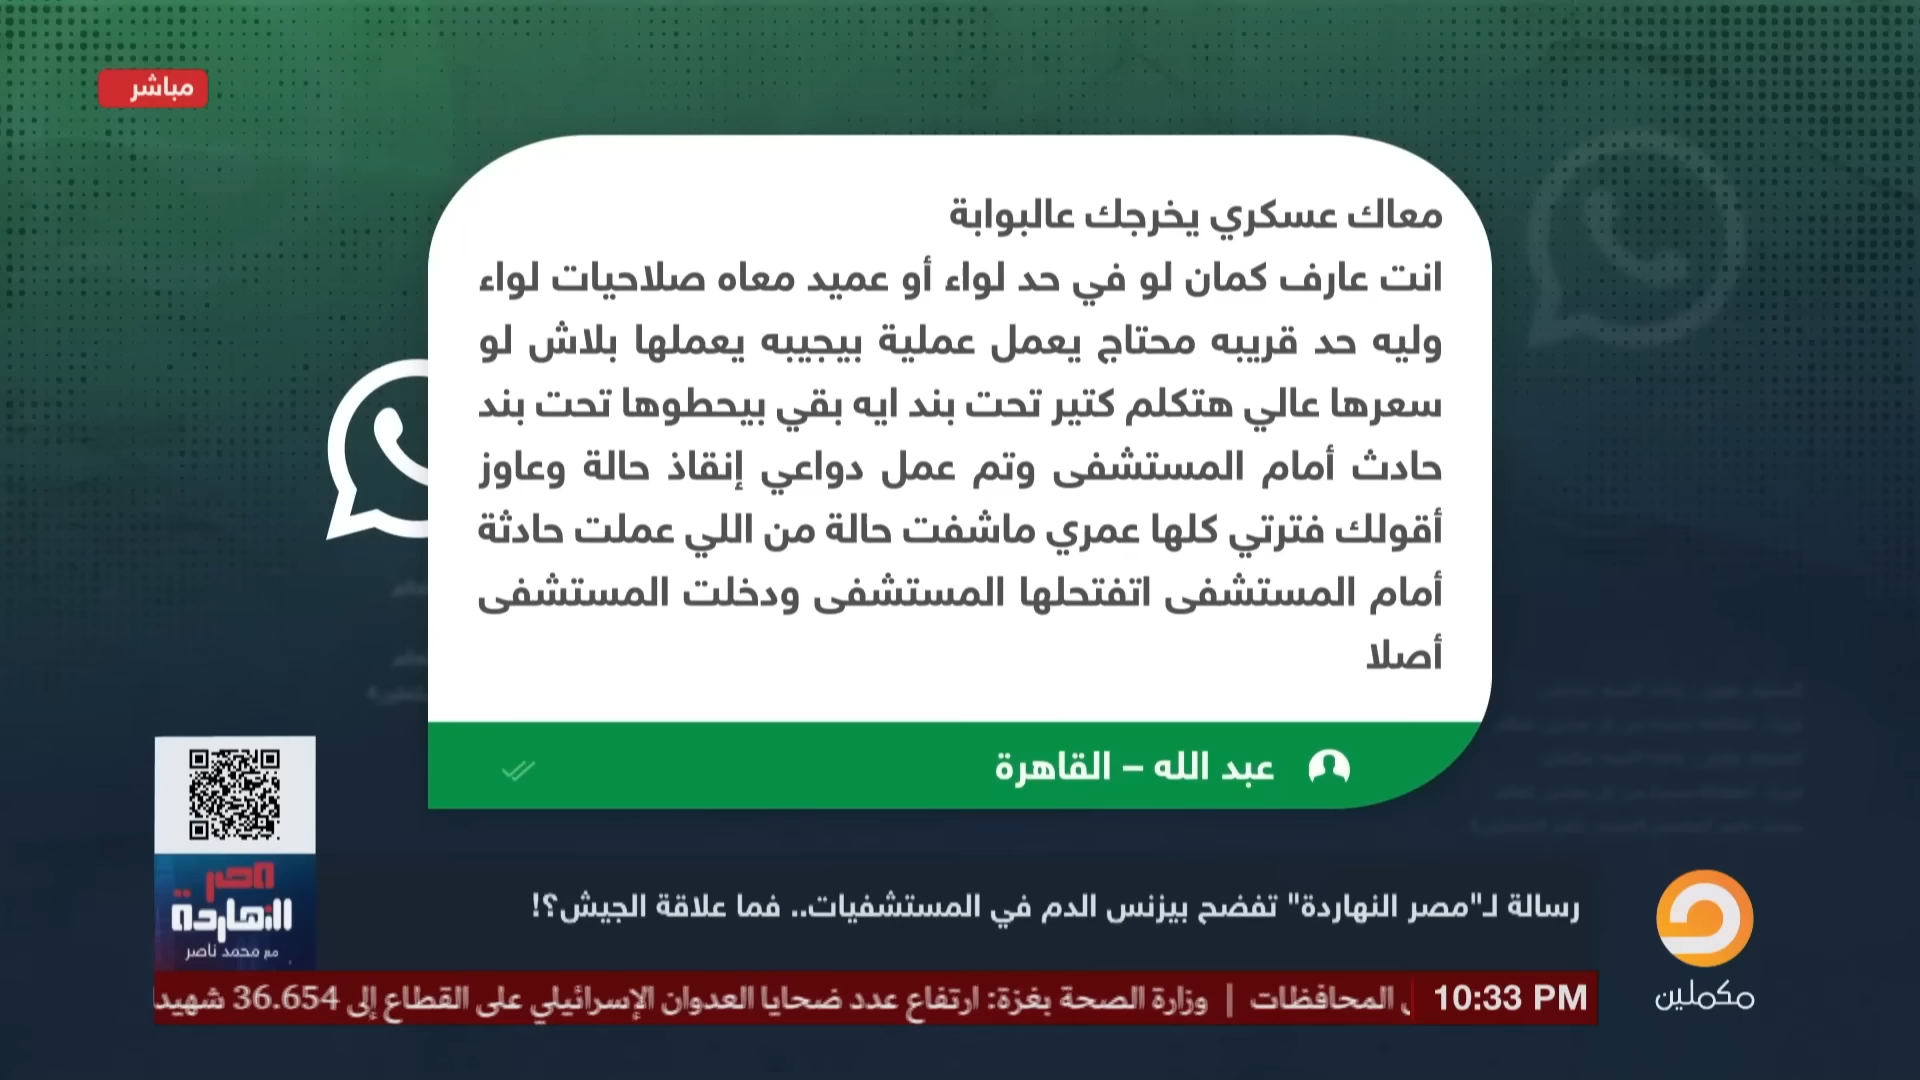 مباشر
معاك عسكري يخرجك عالبوابة
انت عارف كمان لو في حد لواء أو عميد معاه صلاحيات لواء
وليه حد قريبه محتاج يعمل عملية بيجيبه يعملها بلاش لو
سعرها عالي هتكلم كتير تحت بند ايه بقي بيحطوها تحت بند
حادث أمام المستشفى وتم عمل دواعي إنقاذ حالة وعاوز
أقولك فترتي كلها عمري ماشفت حالة من اللي عملت حادثة
أمام المستشفى اتفتحلها المستشفى ودخلت المستشفى
أصلا
عبد الله – القاهرة
رسالة لـ"مصر النهاردة" تفضح بيزنس الدم في المستشفيات.. فما علاقة الجيش؟!
مصر
النهاردة
مع محمد ناصر
10:33 PM
المحافظات | وزارة الصحة بغزة: ارتفاع عدد ضحايا العدوان الإسرائيلي على القطاع إلى 36.654 شهيد
مكملين